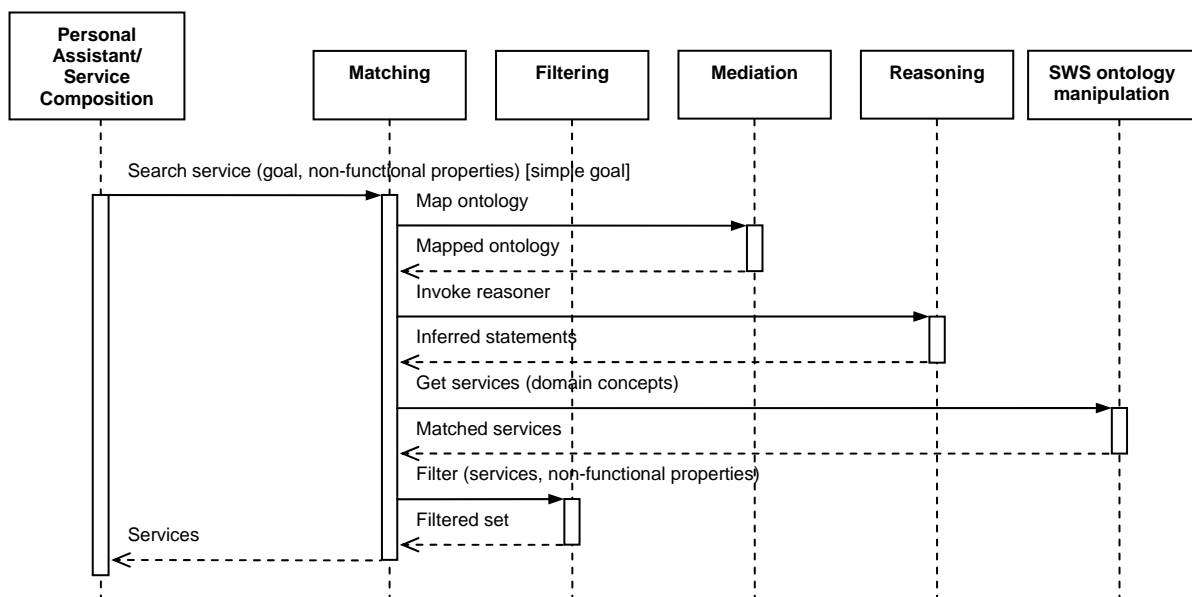 Personal
Assistant/
Service
Composition
Matching
Filtering
Mediation
Reasoning
SWS ontology
manipulation
Search service (goal, non-functional properties) [simple goal]
Map ontology
Mapped ontology
Invoke reasoner
Inferred statements
Get services (domain concepts)
Matched services
Filter (services, non-functional properties)
Filtered set
Services